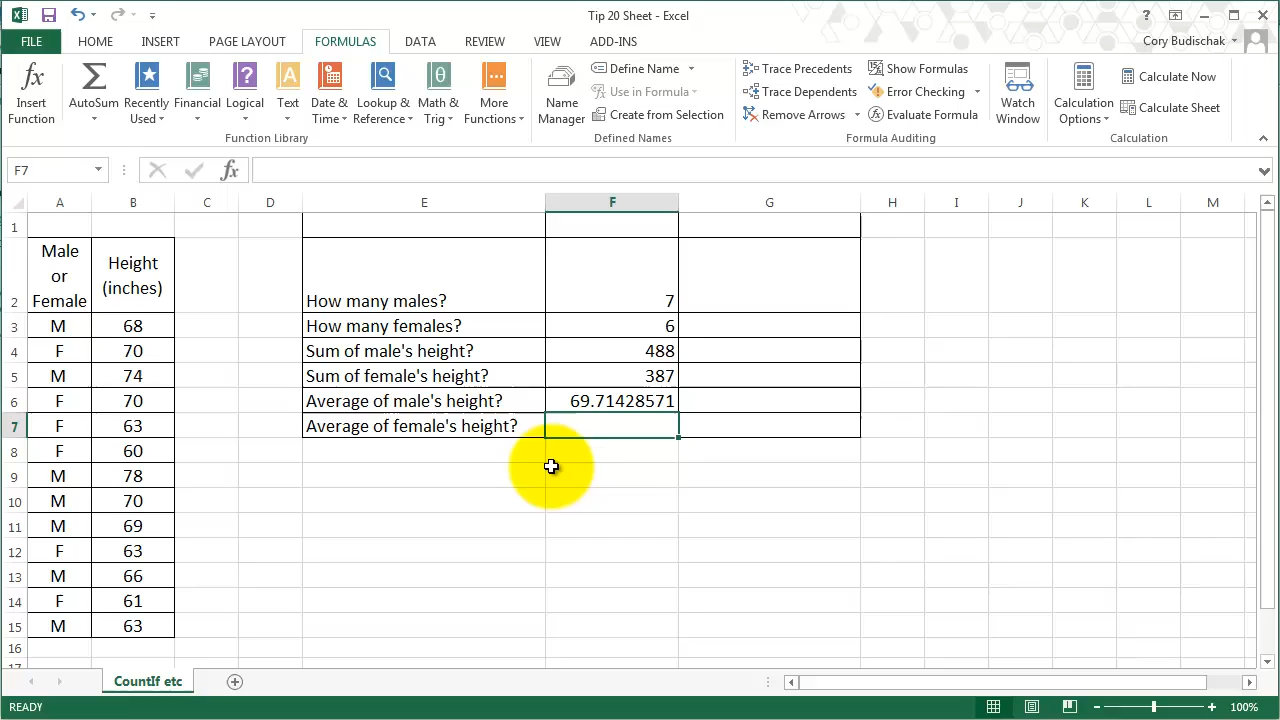 Tip 20 Sheet - Excel
?
FILE HOME INSERT PAGE LAYOUT FORMULAS DATA REVIEW VIEW ADD-INS Cory Budischak
Insert Function
AutoSum
Recently Used
Financial
Logical
Text
Date & Time
Lookup & Reference
Math & Trig
More Functions
Function Library
Name Manager
Define Name
Use in Formula
Create from Selection
Defined Names
Trace Precedents
Trace Dependents
Remove Arrows
Show Formulas
Error Checking
Evaluate Formula
Formula Auditing
Watch Window
Calculation Options
Calculate Now
Calculate Sheet
Calculation
F7 fx
A B C D E F G H I J K L M
1
2 Male or Female Height (inches) How many males? 7
3 M 68 How many females? 6
4 F 70 Sum of male's height? 488
5 M 74 Sum of female's height? 387
6 F 70 Average of male's height? 69.71428571
7 F 63 Average of female's height?
8 F 60
9 M 78
10 M 70
11 M 69
12 F 63
13 M 66
14 F 61
15 M 63
16
17
CountIf etc
READY 100%